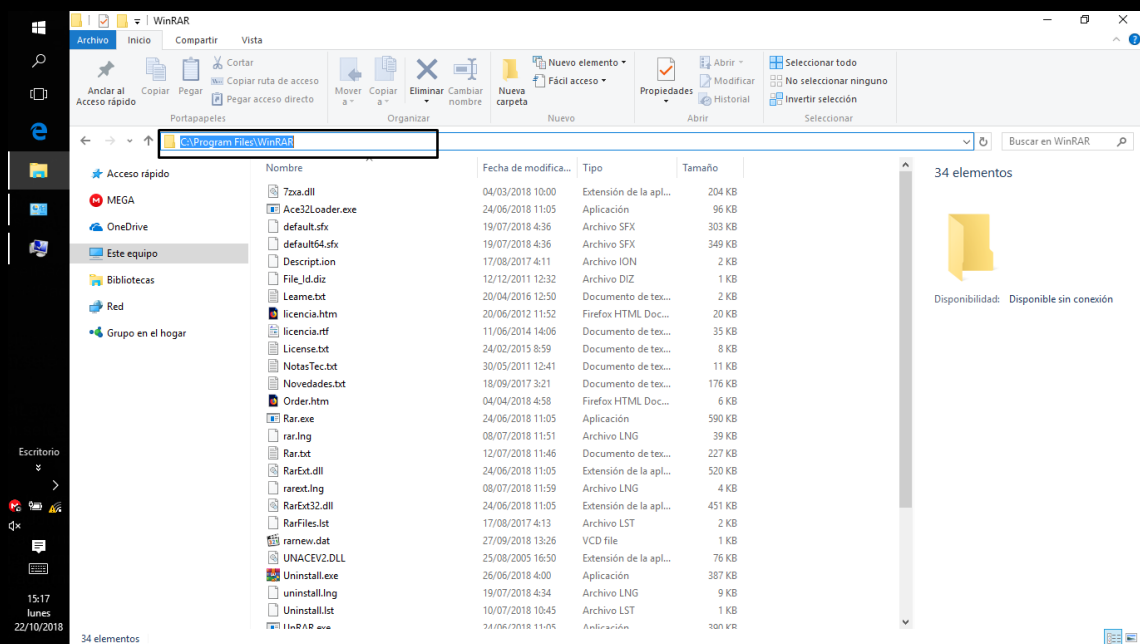 WinRAR
Archivo Inicio Compartir Vista
Anclar al Acceso rápido
Copiar
Pegar
Cortar
Copiar ruta de acceso
Pegar acceso directo
Mover a
Copiar a
Eliminar
Cambiar nombre
Nueva carpeta
Nuevo elemento
Fácil acceso
Propiedades
Abrir
Modificar
Historial
Seleccionar todo
No seleccionar ninguno
Invertir selección
Portapapeles Organizar Nuevo Abrir Seleccionar
C:\Program Files\WinRAR
Buscar en WinRAR
Acceso rápido
MEGA
OneDrive
Este equipo
Bibliotecas
Red
Grupo en el hogar
Nombre Fecha de modifica... Tipo Tamaño
7zxa.dll 04/03/2018 10:00 Extensión de la apl... 204 KB
Ace32Loader.exe 24/06/2018 11:05 Aplicación 96 KB
default.sfx 19/07/2018 4:36 Archivo SFX 303 KB
default64.sfx 19/07/2018 4:36 Archivo SFX 349 KB
Descript.ion 17/08/2017 4:11 Archivo ION 2 KB
File_Id.diz 12/12/2011 12:32 Archivo DIZ 1 KB
Leame.txt 20/04/2016 12:50 Documento de tex... 2 KB
licencia.htm 20/06/2012 11:52 Firefox HTML Doc... 20 KB
licencia.rtf 11/06/2014 14:06 Documento de tex... 35 KB
License.txt 24/02/2015 8:59 Documento de tex... 8 KB
NotasTec.txt 30/05/2011 12:41 Documento de tex... 11 KB
Novedades.txt 18/09/2017 3:21 Documento de tex... 176 KB
Order.htm 04/04/2018 4:58 Firefox HTML Doc... 6 KB
Rar.exe 24/06/2018 11:05 Aplicación 590 KB
rar.lng 08/07/2018 11:51 Archivo LNG 39 KB
Rar.txt 12/07/2018 11:46 Documento de tex... 227 KB
RarExt.dll 24/06/2018 11:05 Extensión de la apl... 520 KB
rarext.lng 08/07/2018 11:59 Archivo LNG 4 KB
RarExt32.dll 24/06/2018 11:05 Extensión de la apl... 451 KB
RarFiles.lst 17/08/2017 4:13 Archivo LST 2 KB
rarnew.dat 27/09/2018 13:26 VCD file 1 KB
UNACEV2.DLL 25/08/2005 16:50 Extensión de la apl... 76 KB
Uninstall.exe 26/06/2018 4:00 Aplicación 387 KB
uninstall.lng 19/07/2018 4:34 Archivo LNG 9 KB
Uninstall.lst 10/07/2018 10:45 Archivo LST 1 KB
UnRAR.exe 24/06/2018 11:05 Aplicación 390 KB
34 elementos
Disponibilidad: Disponible sin conexión
34 elementos
Escritorio
15:17
lunes
22/10/2018